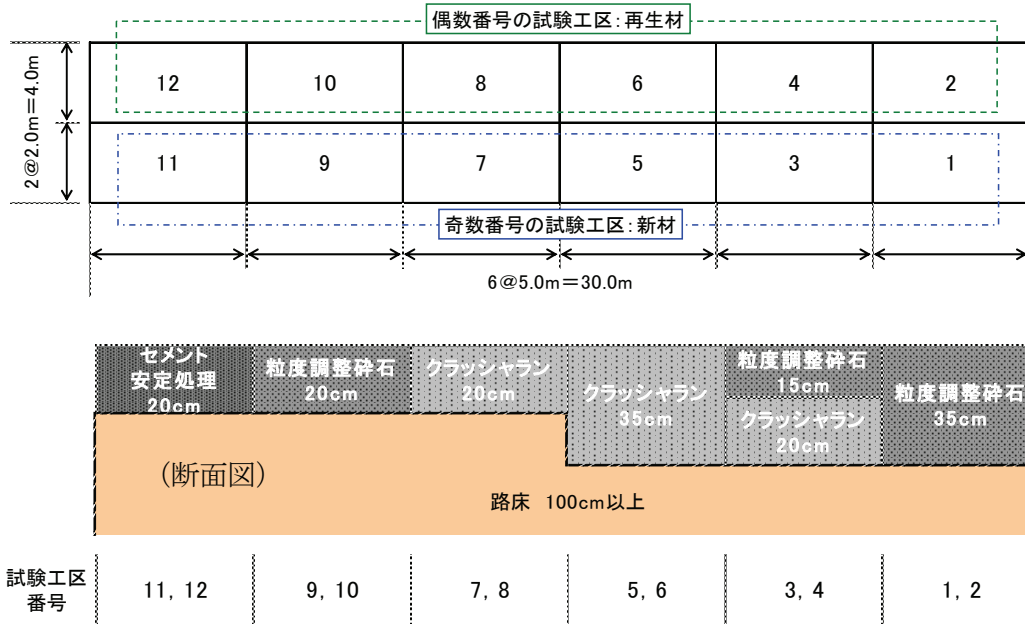 偶数番号の試験工区：再生材
12 10 8 6 4 2
2@2.0m＝4.0m
11 9 7 5 3 1
奇数番号の試験工区：新材
6@5.0m＝30.0m
セメント
安定処理
20cm
粒度調整砕石
20cm
クラッシャラン
20cm
クラッシャラン
35cm
粒度調整砕石
15cm
クラッシャラン
20cm
粒度調整砕石
35cm
（断面図）
路床 100cm以上
試験工区
番号
11, 12 9, 10 7, 8 5, 6 3, 4 1, 2